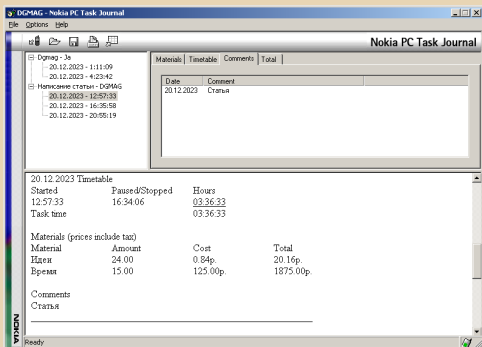 DGMAG - Nokia PC Task Journal
File Options Help
Nokia PC Task Journal
Dgmag - Ja
20.12.2023 - 1:11:09
20.12.2023 - 4:23:42
Написание статьи - DGMAG
20.12.2023 - 12:57:33
20.12.2023 - 16:35:58
20.12.2023 - 20:55:19
Materials Timetable Comments Total
Date Comment
20.12.2023 Статья
20.12.2023 Timetable
Started Paused/Stopped Hours
12:57:33 16:34:06 03:36:33
Task time 03:36:33
Materials (prices include tax)
Material Amount Cost Total
Идеи 24.00 0.84р. 20.16р.
Время 15.00 125.00р. 1875.00р.
Comments
Статья
NOKIA
Ready